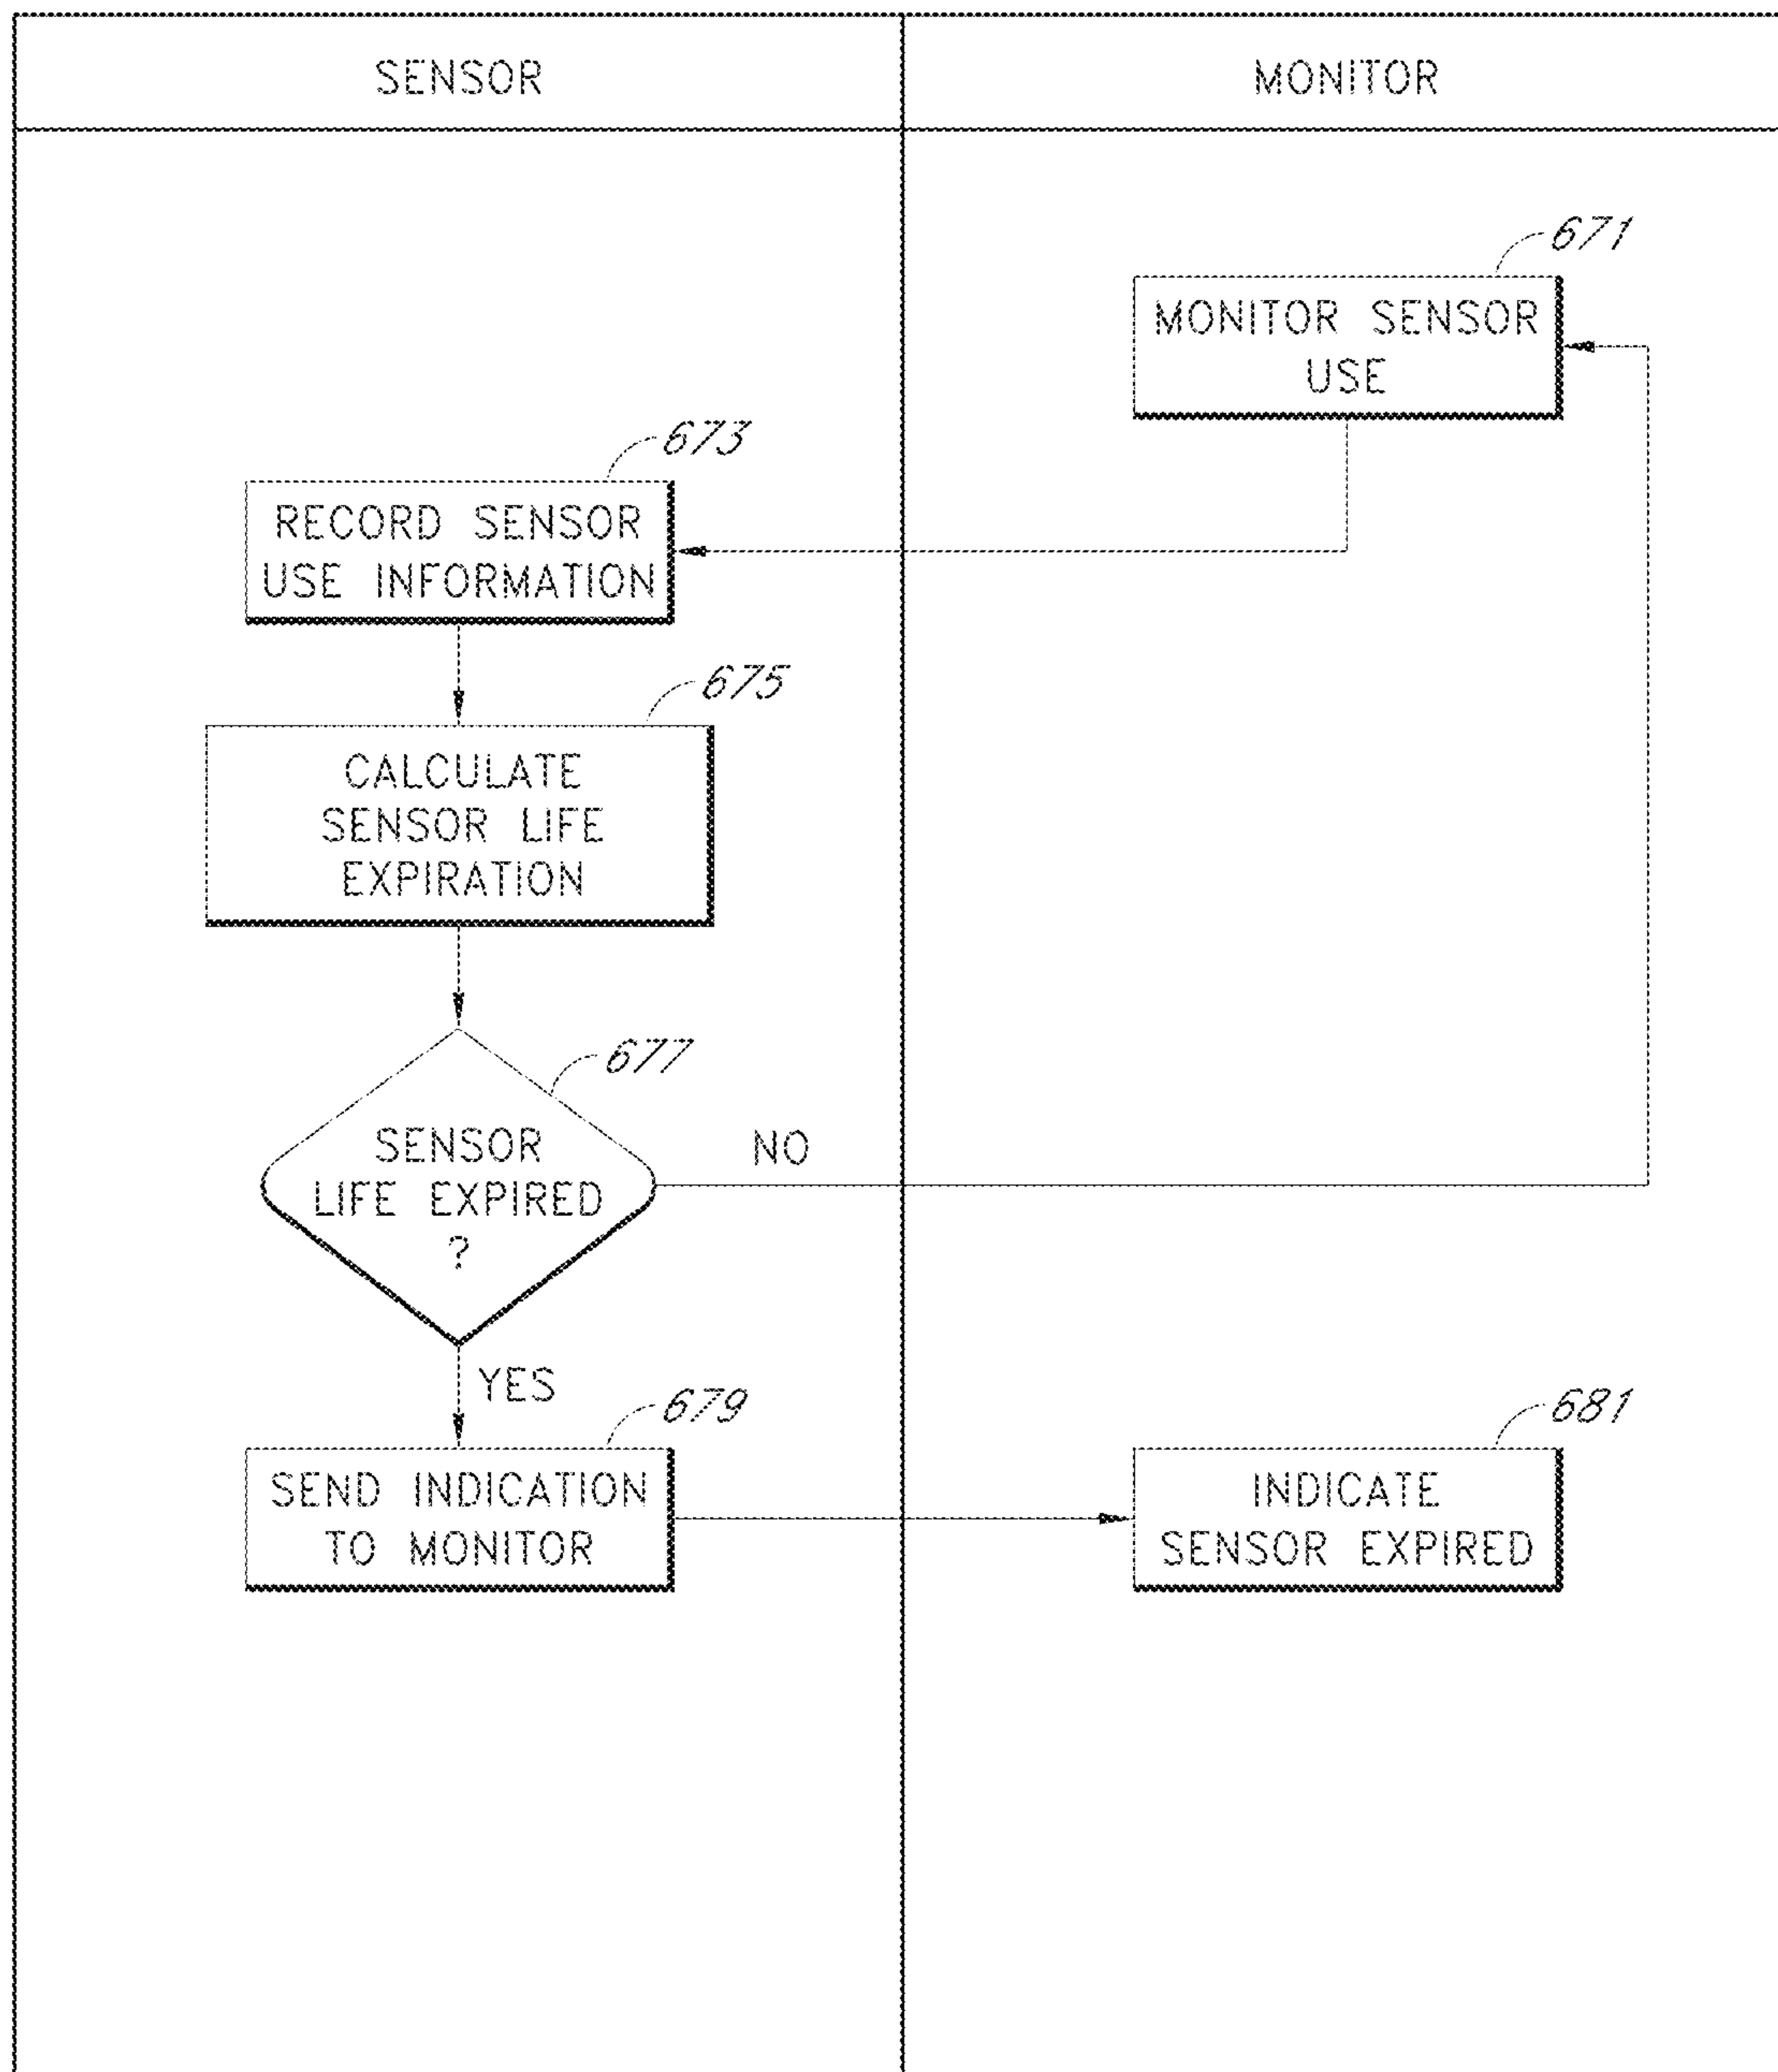 SENSOR
MONITOR
671
MONITOR SENSOR
USE
673
RECORD SENSOR
USE INFORMATION
675
CALCULATE
SENSOR LIFE
EXPIRATION
677
SENSOR
LIFE EXPIRED
?
NO
YES
679
SEND INDICATION
TO MONITOR
681
INDICATE
SENSOR EXPIRED